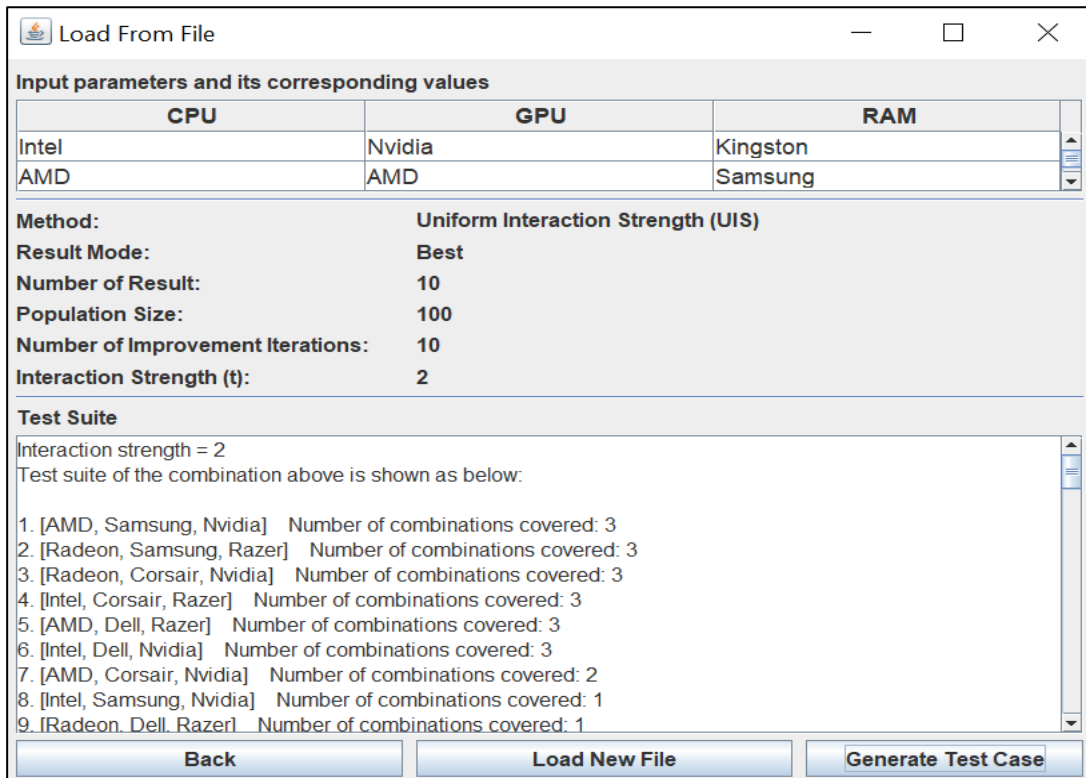 Load From File
Input parameters and its corresponding values
CPU GPU RAM
Intel Nvidia Kingston
AMD AMD Samsung
Method: Uniform Interaction Strength (UIS)
Result Mode: Best
Number of Result: 10
Population Size: 100
Number of Improvement Iterations: 10
Interaction Strength (t): 2
Test Suite
Interaction strength = 2
Test suite of the combination above is shown as below:
1. [AMD, Samsung, Nvidia] Number of combinations covered: 3
2. [Radeon, Samsung, Razer] Number of combinations covered: 3
3. [Radeon, Corsair, Nvidia] Number of combinations covered: 3
4. [Intel, Corsair, Razer] Number of combinations covered: 3
5. [AMD, Dell, Razer] Number of combinations covered: 3
6. [Intel, Dell, Nvidia] Number of combinations covered: 3
7. [AMD, Corsair, Nvidia] Number of combinations covered: 2
8. [Intel, Samsung, Nvidia] Number of combinations covered: 1
9. [Radeon, Dell, Razer] Number of combinations covered: 1
Back Load New File Generate Test Case